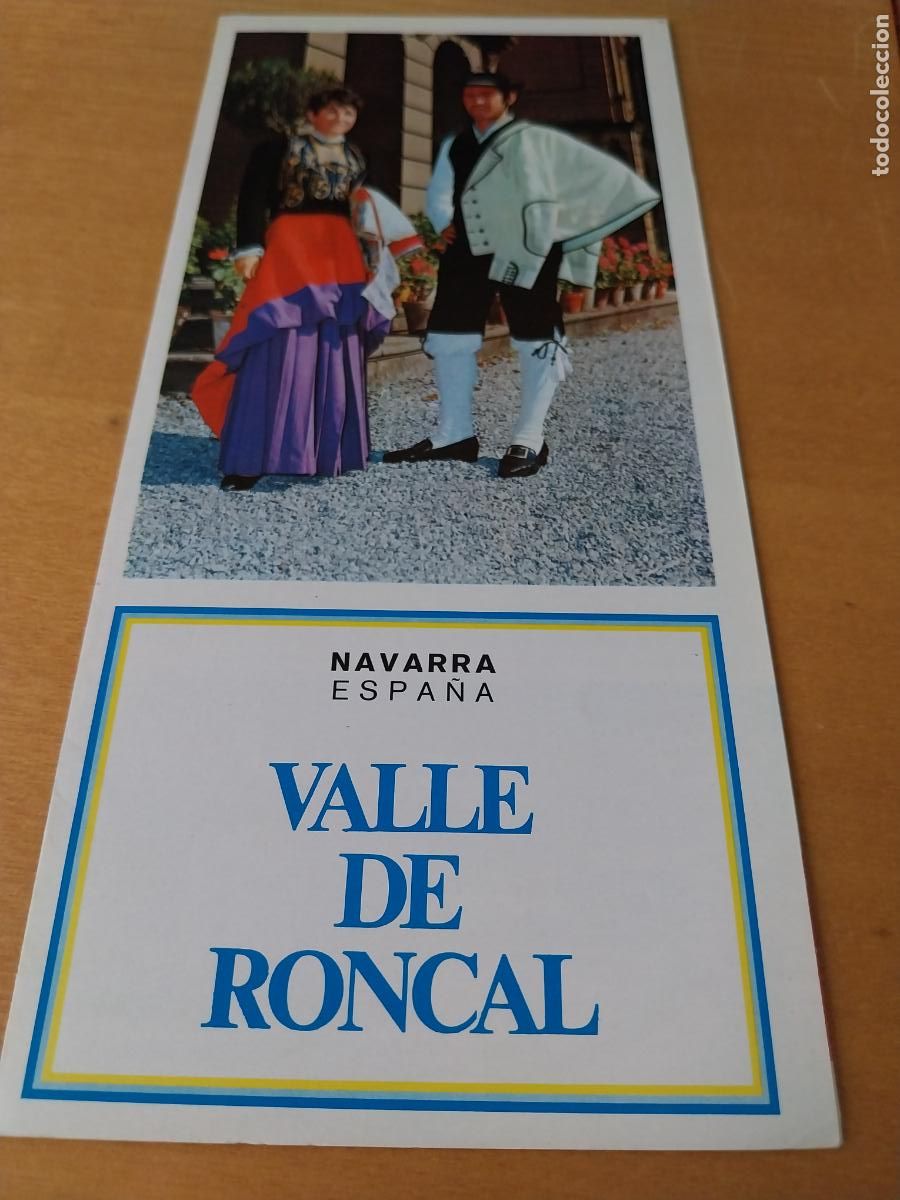 todocoleccion
NAVARRA
ESPAÑA
VALLE
DE
RONCAL